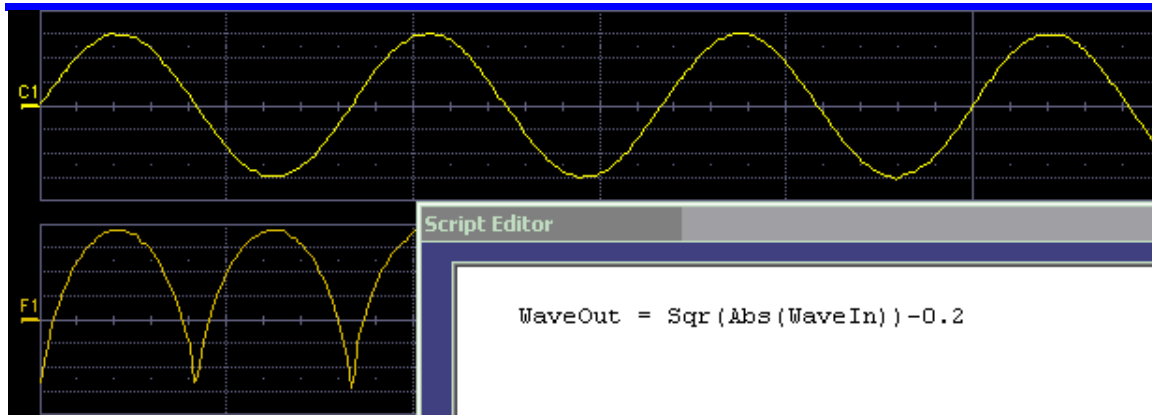 C1
Script Editor
F1
WaveOut = Sqr(Abs(WaveIn))-0.2